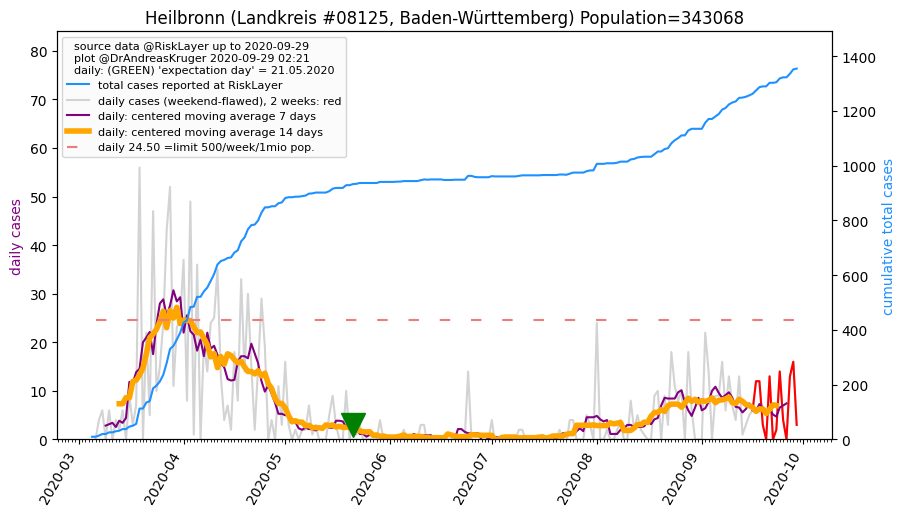 Heilbronn (Landkreis #08125, Baden-Württemberg) Population=343068
source data @RiskLayer up to 2020-09-29
plot @DrAndreasKruger 2020-09-29 02:21
daily: (GREEN) 'expectation day' = 21.05.2020
total cases reported at RiskLayer
daily cases (weekend-flawed), 2 weeks: red
daily: centered moving average 7 days
daily: centered moving average 14 days
daily 24.50 =limit 500/week/1mio pop.
daily cases
80
70
60
50
40
30
20
10
0
cumulative total cases
1400
1200
1000
800
600
400
200
0
2020-03
2020-04
2020-05
2020-06
2020-07
2020-08
2020-09
2020-10